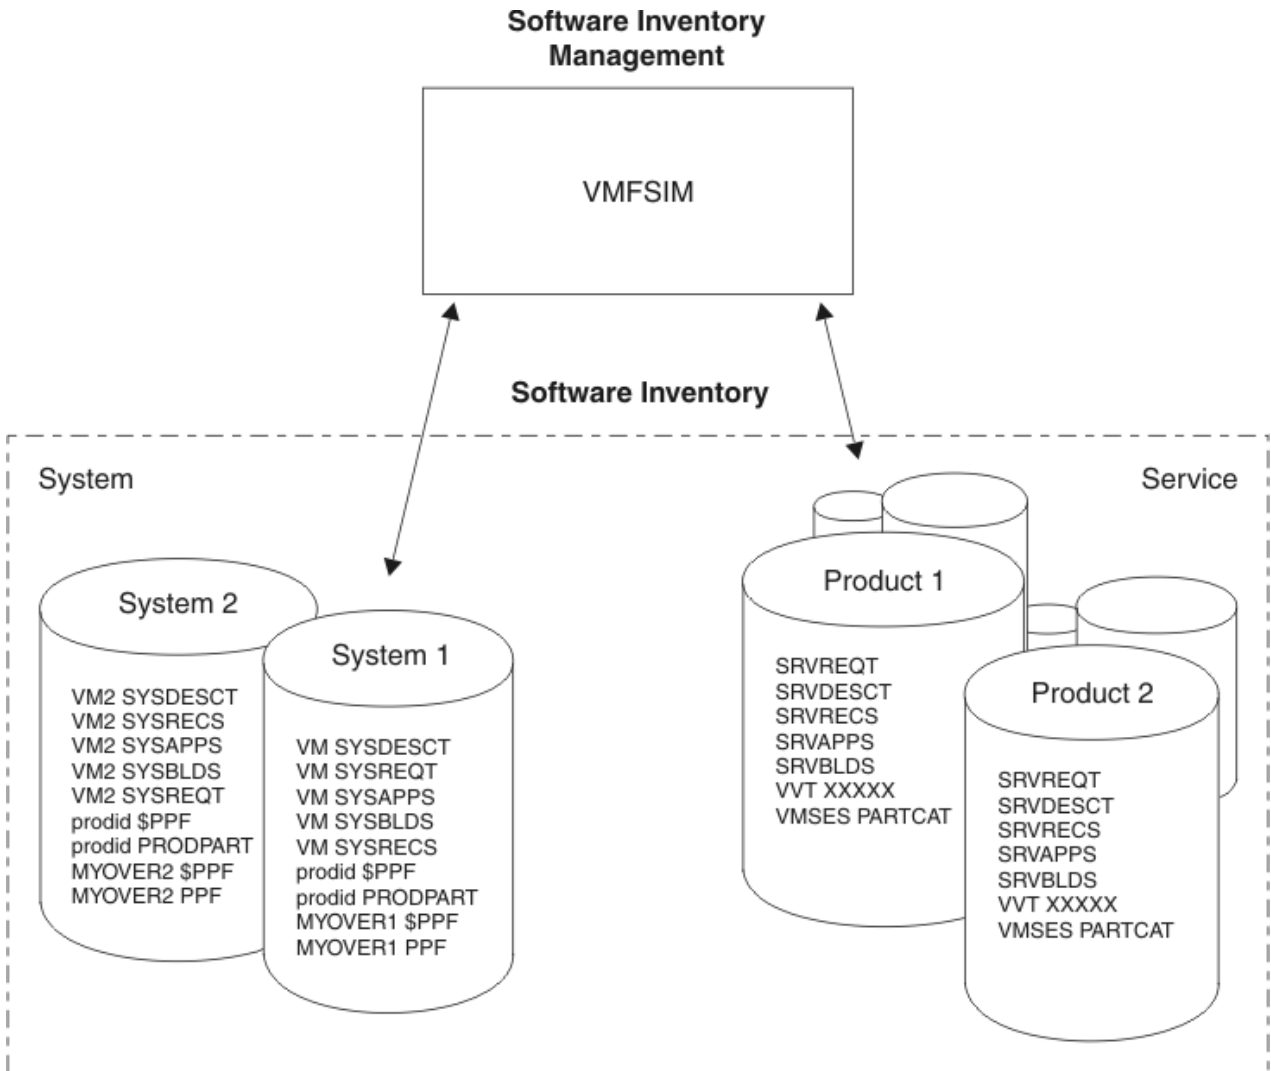 Software Inventory
Management
VMFSIM
Software Inventory
System
Service
System 2
VM2 SYSDESCT
VM2 SYSRECS
VM2 SYSAPPS
VM2 SYSBLDS
VM2 SYSREQT
prodid $PPF
prodid PRODPART
MYOVER2 $PPF
MYOVER2 PPF
System 1
VM SYSDESCT
VM SYSREQT
VM SYSAPPS
VM SYSBLDS
VM SYSRECS
prodid $PPF
prodid PRODPART
MYOVER1 $PPF
MYOVER1 PPF
Product 1
SRVREQT
SRVDESCT
SRVRECS
SRVAPPS
SRVBLDS
VVT XXXXX
VMSES PARTCAT
Product 2
SRVREQT
SRVDESCT
SRVRECS
SRVAPPS
SRVBLDS
VVT XXXXX
VMSES PARTCAT